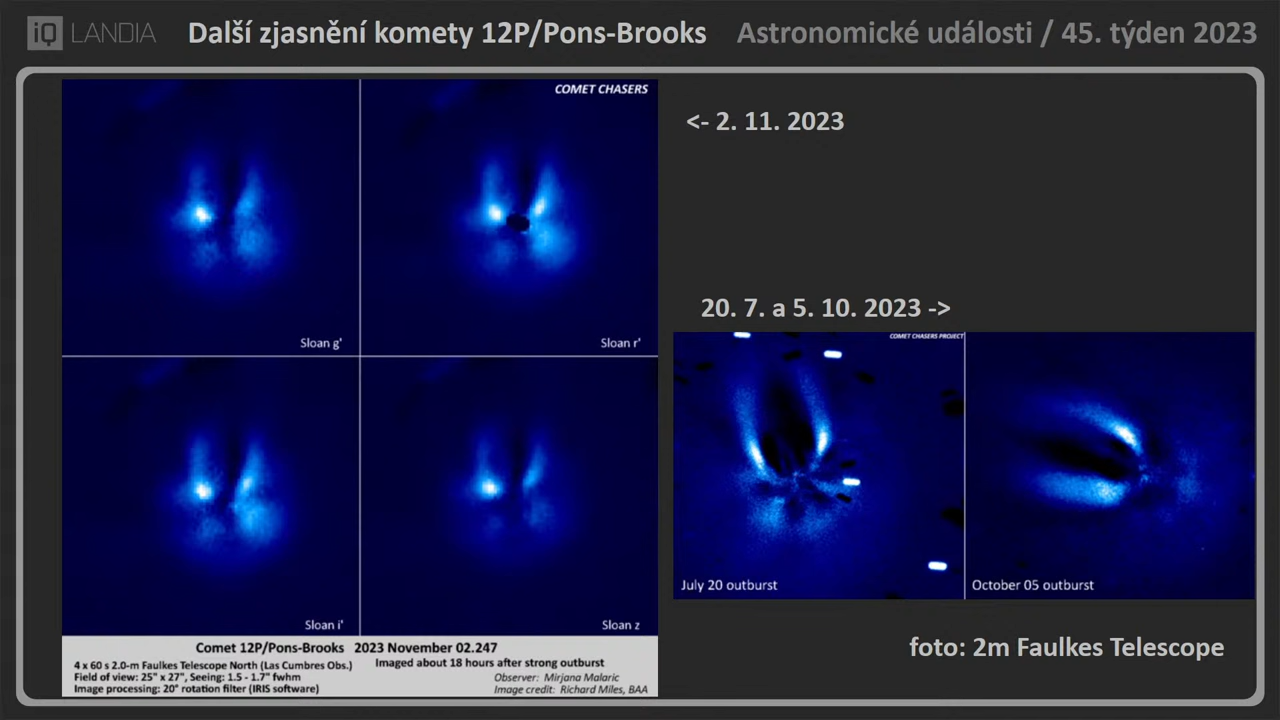 iQ LANDIA
Další zjasnění komety 12P/Pons-Brooks
Astronomické události / 45. týden 2023
COMET CHASERS
Sloan g'
Sloan r'
Sloan i'
Sloan z
Comet 12P/Pons-Brooks 2023 November 02.247
4 x 60 s 2.0-m Faulkes Telescope North (Las Cumbres Obs.)
Imaged about 18 hours after strong outburst
Field of view: 25" x 27", Seeing: 1.5 - 1.7" fwhm
Observer: Mirjana Malaric
Image processing: 20° rotation filter (IRIS software)
Image credit: Richard Miles, BAA
<- 2. 11. 2023
20. 7. a 5. 10. 2023 ->
COMET CHASERS PROJECT
July 20 outburst
October 05 outburst
foto: 2m Faulkes Telescope